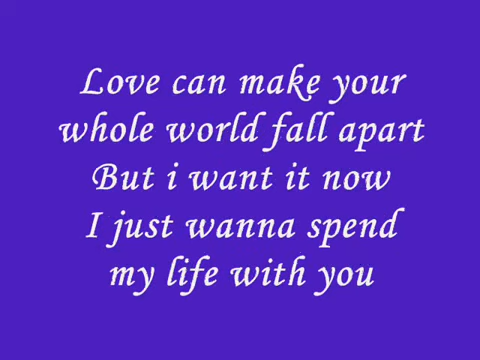 Love can make your
whole world fall apart
But i want it now
I just wanna spend
my life with you